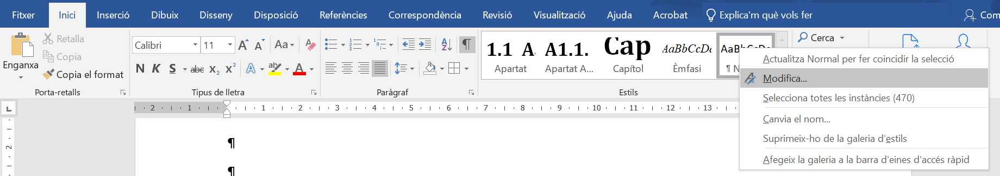 Fitxer Inici Inserció Dibuix Disseny Disposició Referències Correspondència Revisió Visualització Ajuda Acrobat Explica'm què vols fer Com
Enganxa
Retalla
Copia
Copia el format
Porta-retalls
Calibri 11 Aa
N K S abc x₂ x² A ab A
Tipus de lletra
Paràgraf
1.1 A A1.1. Cap AaBbCcD
Apartat Apartat A... Capítol Èmfasi ¶ N
Estils
Cerca
Actualitza Normal per fer coincidir la selecció
Modifica...
Selecciona totes les instàncies (470)
Canvia el nom...
Suprimeix-ho de la galeria d'estils
Afegeix la galeria a la barra d'eines d'accés ràpid
2 1 1 2 3 4 5 6 7 8 9 10 11 12 13
2
¶
¶